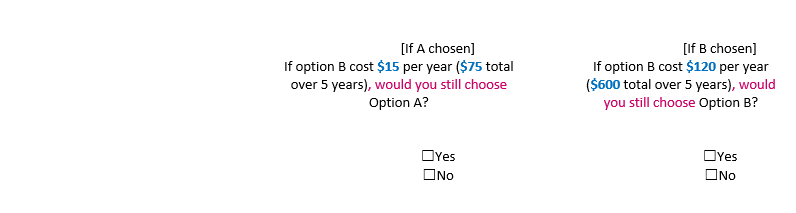 [If A chosen]
If option B cost $15 per year ($75 total
over 5 years), would you still choose
Option A?
☐Yes
☐No
[If B chosen]
If option B cost $120 per year
($600 total over 5 years), would
you still choose Option B?
☐Yes
☐No